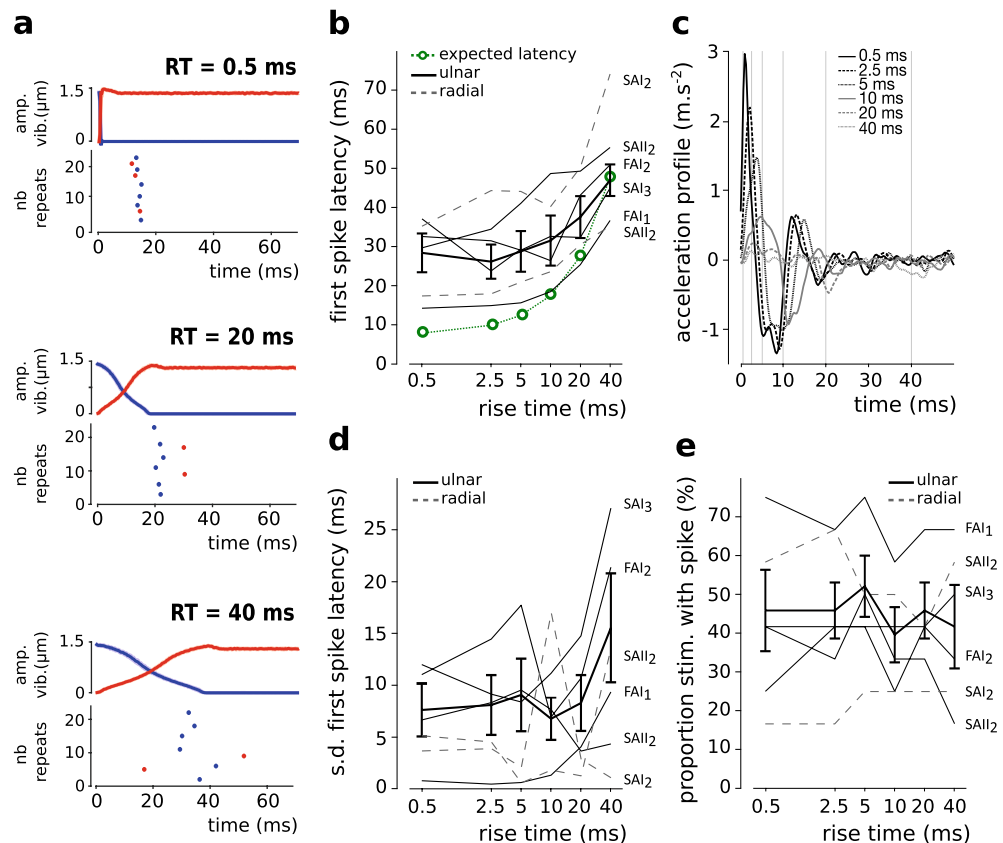 a
RT = 0.5 ms
amp.
vib.(µm)
1.5
0
nb
repeats
20
10
0
0 20 40 60
time (ms)
RT = 20 ms
amp.
vib.(µm)
1.5
0
nb
repeats
20
10
0
0 20 40 60
time (ms)
RT = 40 ms
amp.
vib.(µm)
1.5
0
nb
repeats
20
10
0
0 20 40 60
time (ms)
b
expected latency
ulnar
radial
first spike latency (ms)
70
60
50
40
30
20
10
0
SAI2
SAII2
FAI2
SAI3
FAI1
SAII2
0.5 2.5 5 10 20 40
rise time (ms)
c
acceleration profile (m.s-2)
3
2
1
0
-1
0.5 ms
2.5 ms
5 ms
10 ms
20 ms
40 ms
0 10 20 30 40
time (ms)
d
ulnar
radial
s.d. first spike latency (ms)
25
20
15
10
5
0
SAI3
FAI2
SAII2
FAI1
SAII2
SAI2
0.5 2.5 5 10 20 40
rise time (ms)
e
ulnar
radial
proportion stim. with spike (%)
70
60
50
40
30
20
10
0
FAI1
SAII2
SAI3
FAI2
SAI2
SAII2
0.5 2.5 5 10 20 40
rise time (ms)